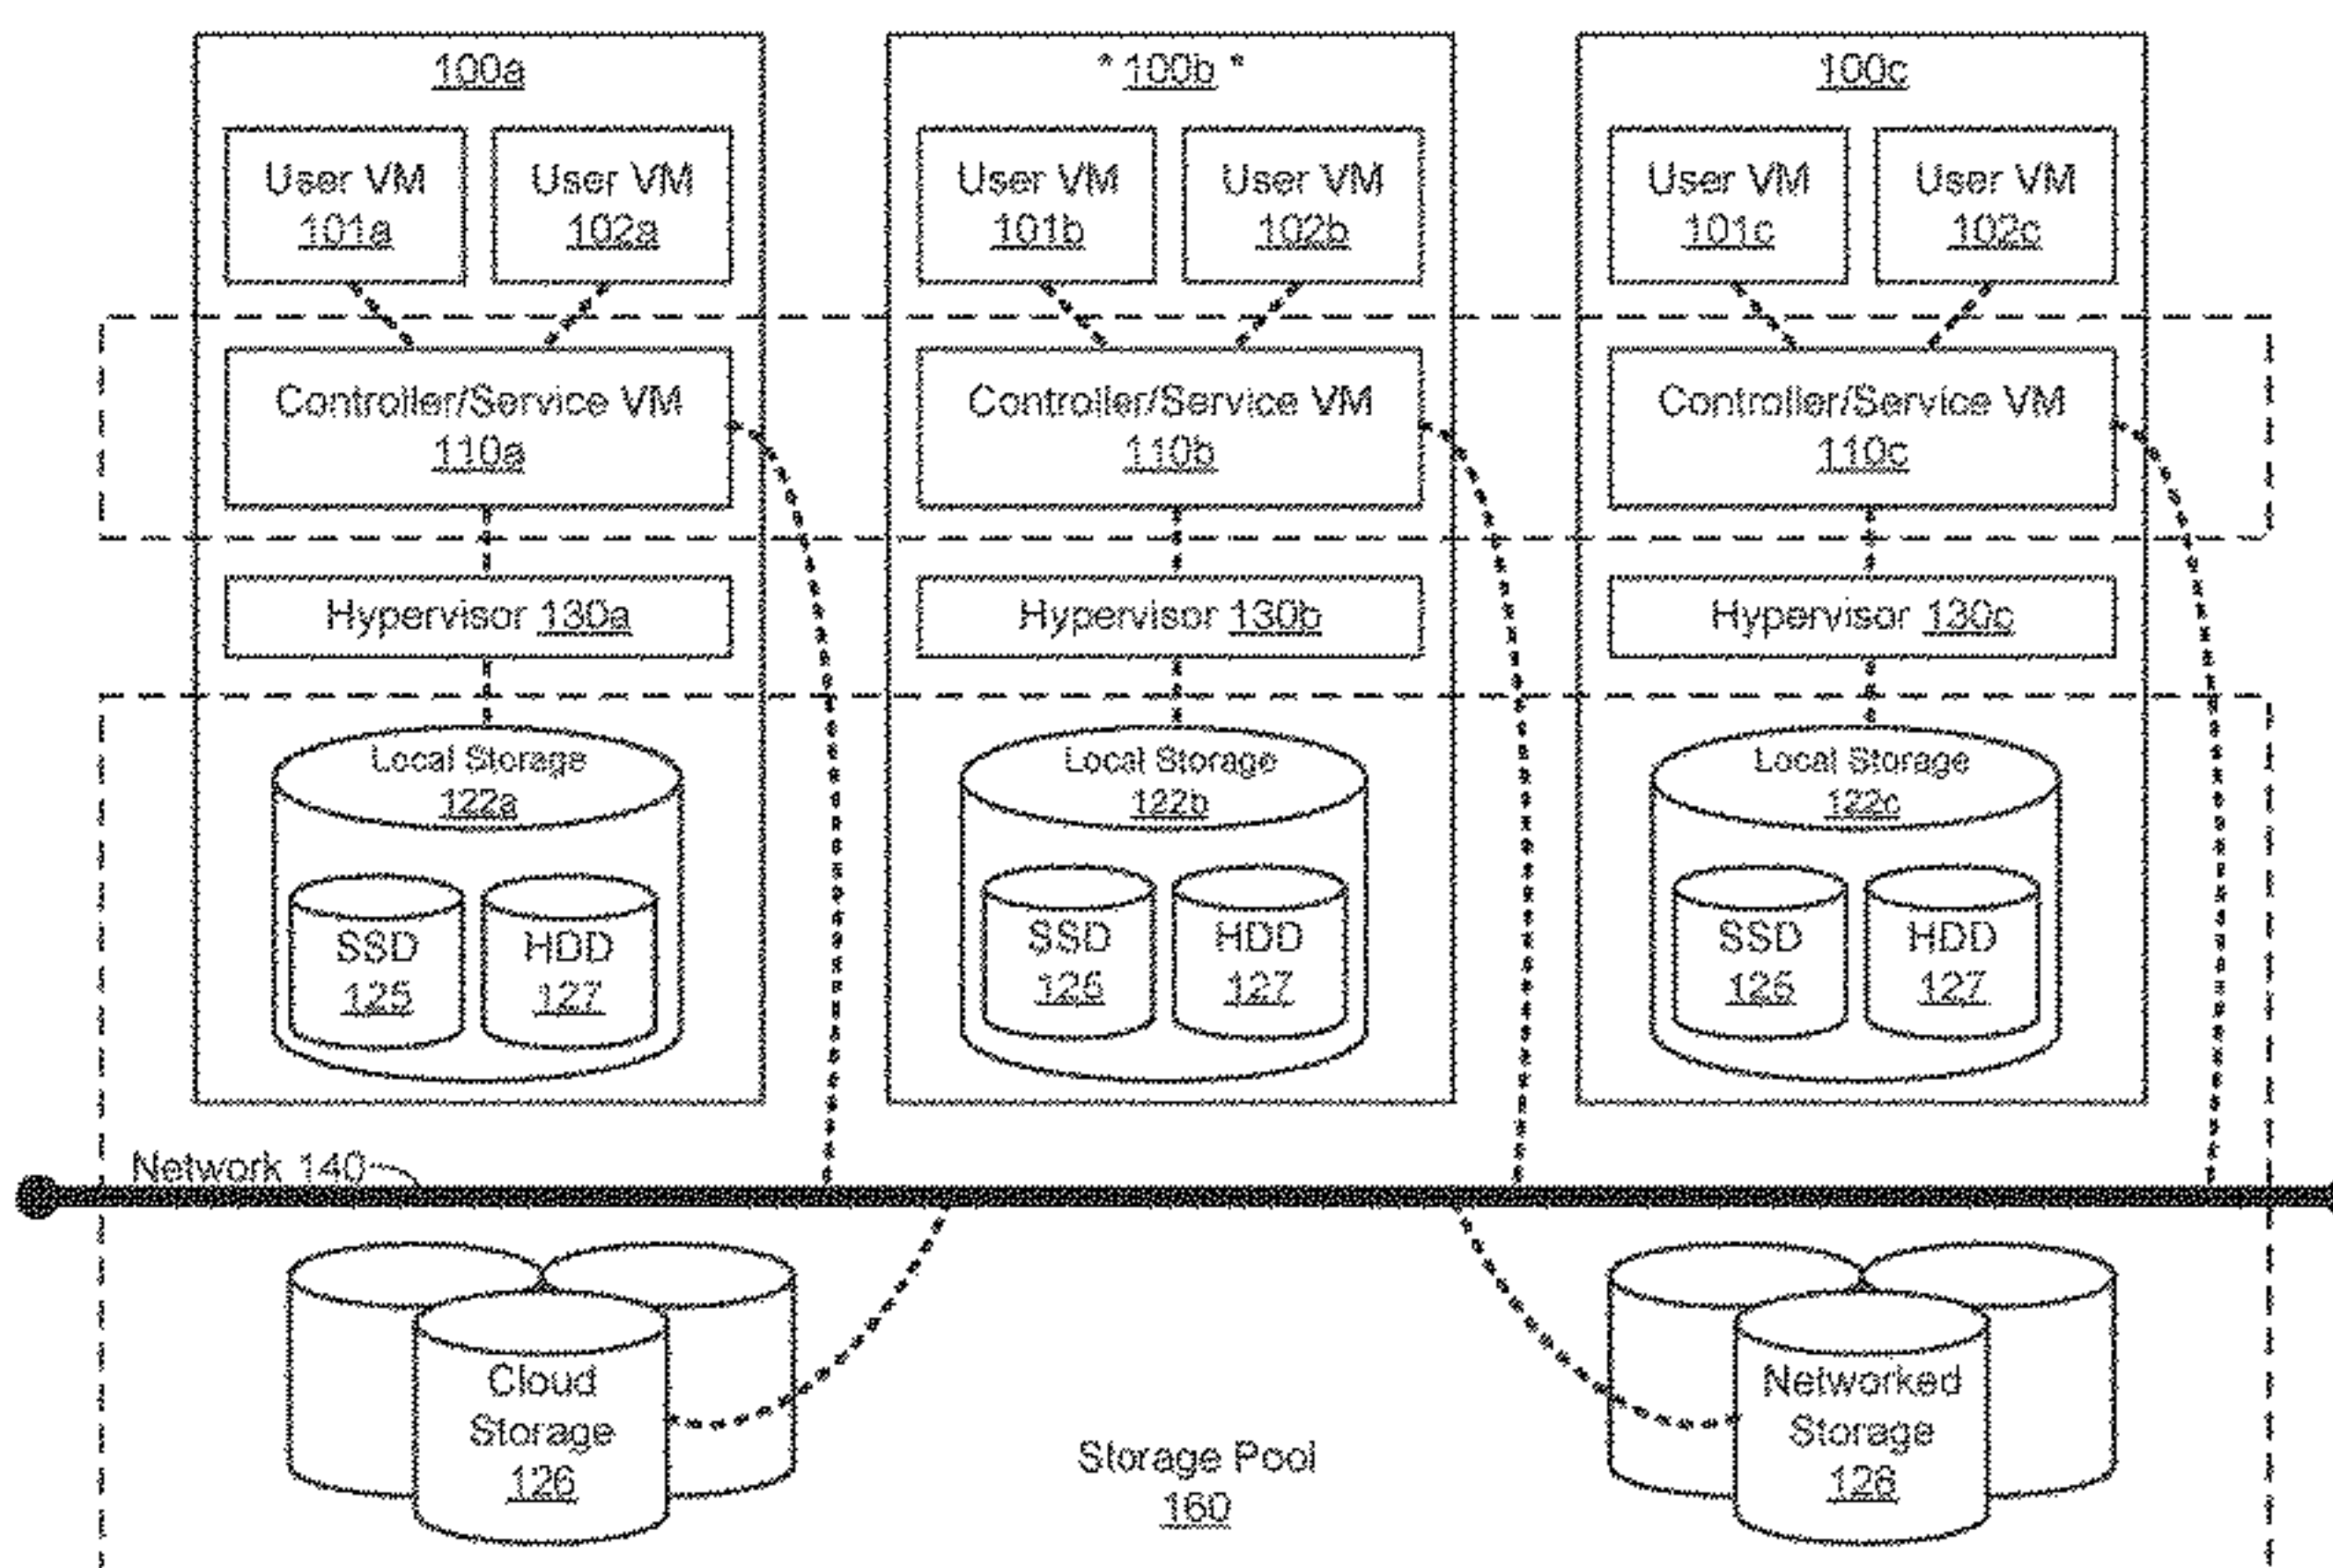 100a
* 100b *
100c
User VM
101a
User VM
102a
User VM
101b
User VM
102b
User VM
101c
User VM
102c
Controller/Service VM
110a
Controller/Service VM
110b
Controller/Service VM
110c
Hypervisor 130a
Hypervisor 130b
Hypervisor 130c
Local Storage
122a
Local Storage
122b
Local Storage
122c
SSD
125
HDD
127
SSD
125
HDD
127
SSD
125
HDD
127
Network 140
Cloud
Storage
126
Storage Pool
160
Networked
Storage
128